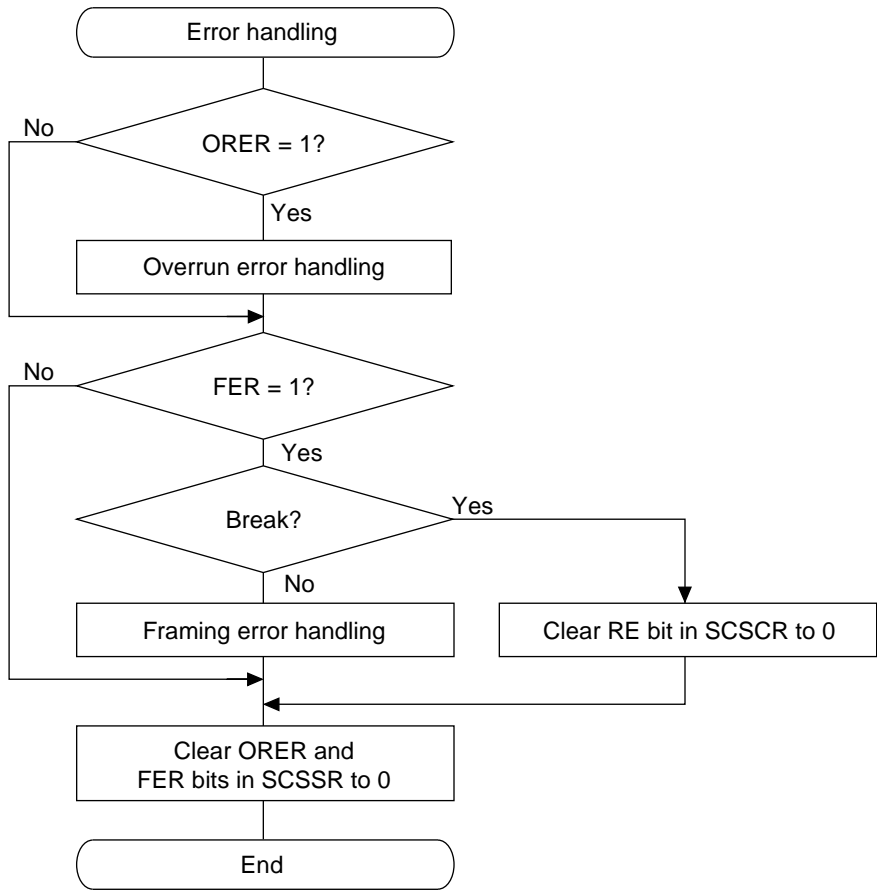 Error handling
No
ORER = 1?
Yes
Overrun error handling
No
FER = 1?
Yes
Break?
Yes
No
Framing error handling
Clear RE bit in SCSCR to 0
Clear ORER and
FER bits in SCSSR to 0
End